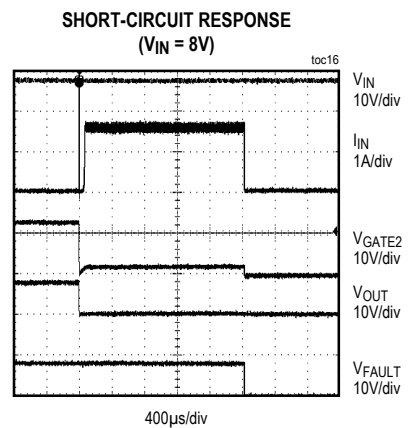 SHORT-CIRCUIT RESPONSE
(VIN = 8V)
toc16
VIN
10V/div
IIN
1A/div
VGATE2
10V/div
VOUT
10V/div
VFAULT
10V/div
400µs/div